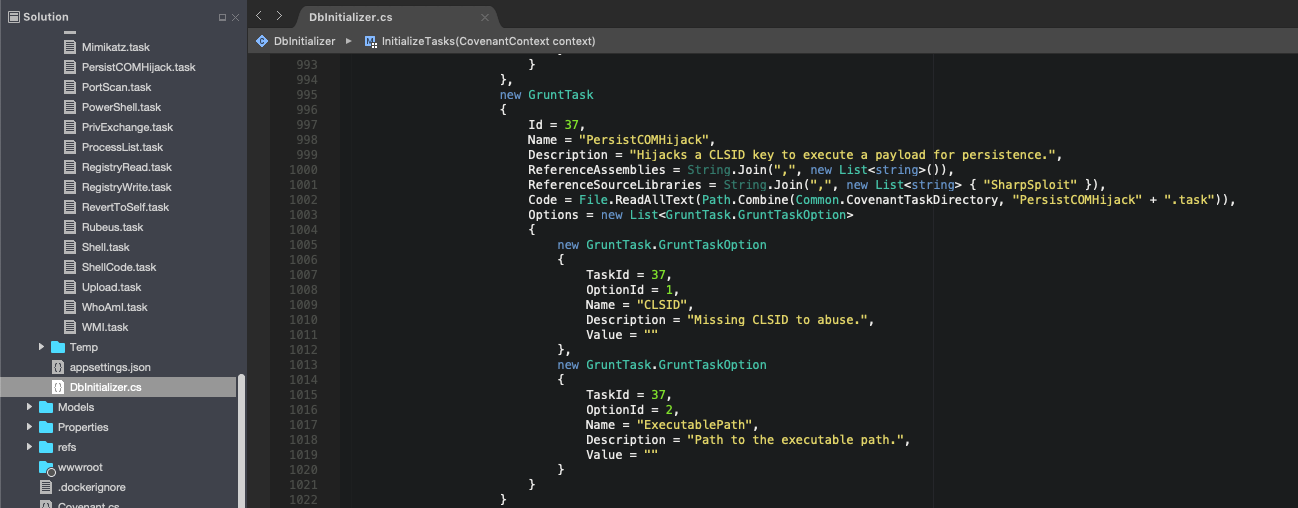 Solution
Mimikatz.task
PersistCOMHijack.task
PortScan.task
PowerShell.task
PrivExchange.task
ProcessList.task
RegistryRead.task
RegistryWrite.task
RevertToSelf.task
Rubeus.task
Shell.task
ShellCode.task
Upload.task
WhoAmI.task
WMI.task
Temp
appsettings.json
DbInitializer.cs
Models
Properties
refs
wwwroot
.dockerignore
Covenant.cs
DbInitializer.cs
DbInitializer ▸ InitializeTasks(CovenantContext context)
993 }
994 },
995 new GruntTask
996 {
997 Id = 37,
998 Name = "PersistCOMHijack",
999 Description = "Hijacks a CLSID key to execute a payload for persistence.",
1000 ReferenceAssemblies = String.Join(",", new List<string>()),
1001 ReferenceSourceLibraries = String.Join(",", new List<string> { "SharpSploit" }),
1002 Code = File.ReadAllText(Path.Combine(Common.CovenantTaskDirectory, "PersistCOMHijack" + ".task")),
1003 Options = new List<GruntTask.GruntTaskOption>
1004 {
1005 new GruntTask.GruntTaskOption
1006 {
1007 TaskId = 37,
1008 OptionId = 1,
1009 Name = "CLSID",
1010 Description = "Missing CLSID to abuse.",
1011 Value = ""
1012 },
1013 new GruntTask.GruntTaskOption
1014 {
1015 TaskId = 37,
1016 OptionId = 2,
1017 Name = "ExecutablePath",
1018 Description = "Path to the executable path.",
1019 Value = ""
1020 }
1021 }
1022 }